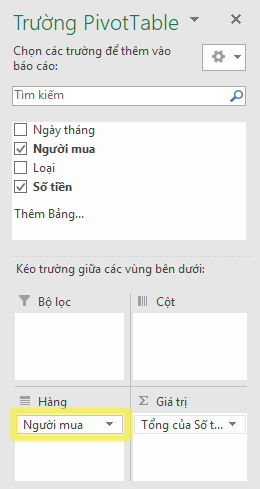 Trường PivotTable
Chọn các trường để thêm vào
báo cáo:
Tìm kiếm
Ngày tháng
Người mua
Loại
Số tiền
Thêm Bảng...
Kéo trường giữa các vùng bên dưới:
Bộ lọc
Cột
Hàng
Giá trị
Người mua
Tổng của Số t...